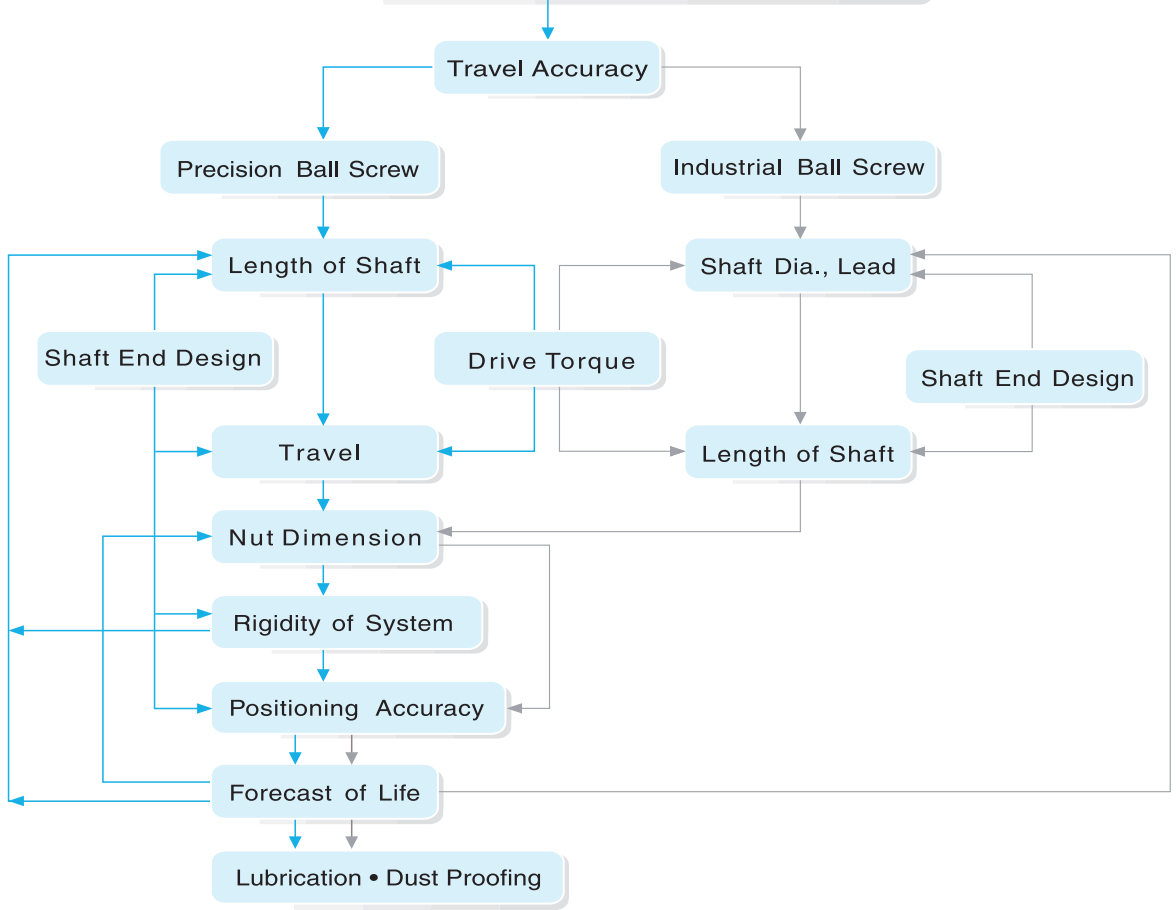 Travel Accuracy
Precision Ball Screw
Industrial Ball Screw
Length of Shaft
Shaft Dia., Lead
Shaft End Design
Drive Torque
Shaft End Design
Travel
Length of Shaft
Nut Dimension
Rigidity of System
Positioning Accuracy
Forecast of Life
Lubrication • Dust Proofing